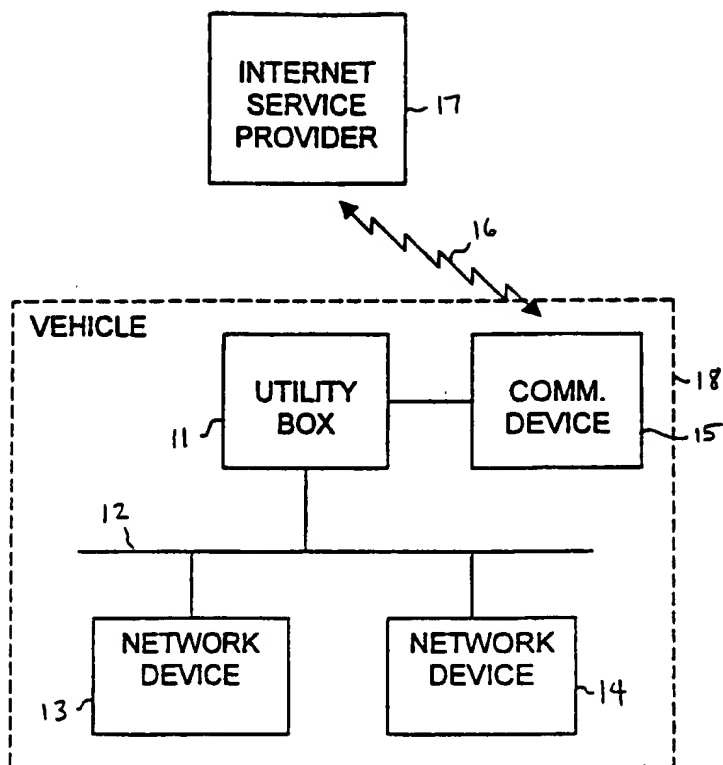 INTERNET
SERVICE
PROVIDER
17
16
VEHICLE
18
UTILITY
BOX
11
COMM.
DEVICE
15
12
NETWORK
DEVICE
13
NETWORK
DEVICE
14